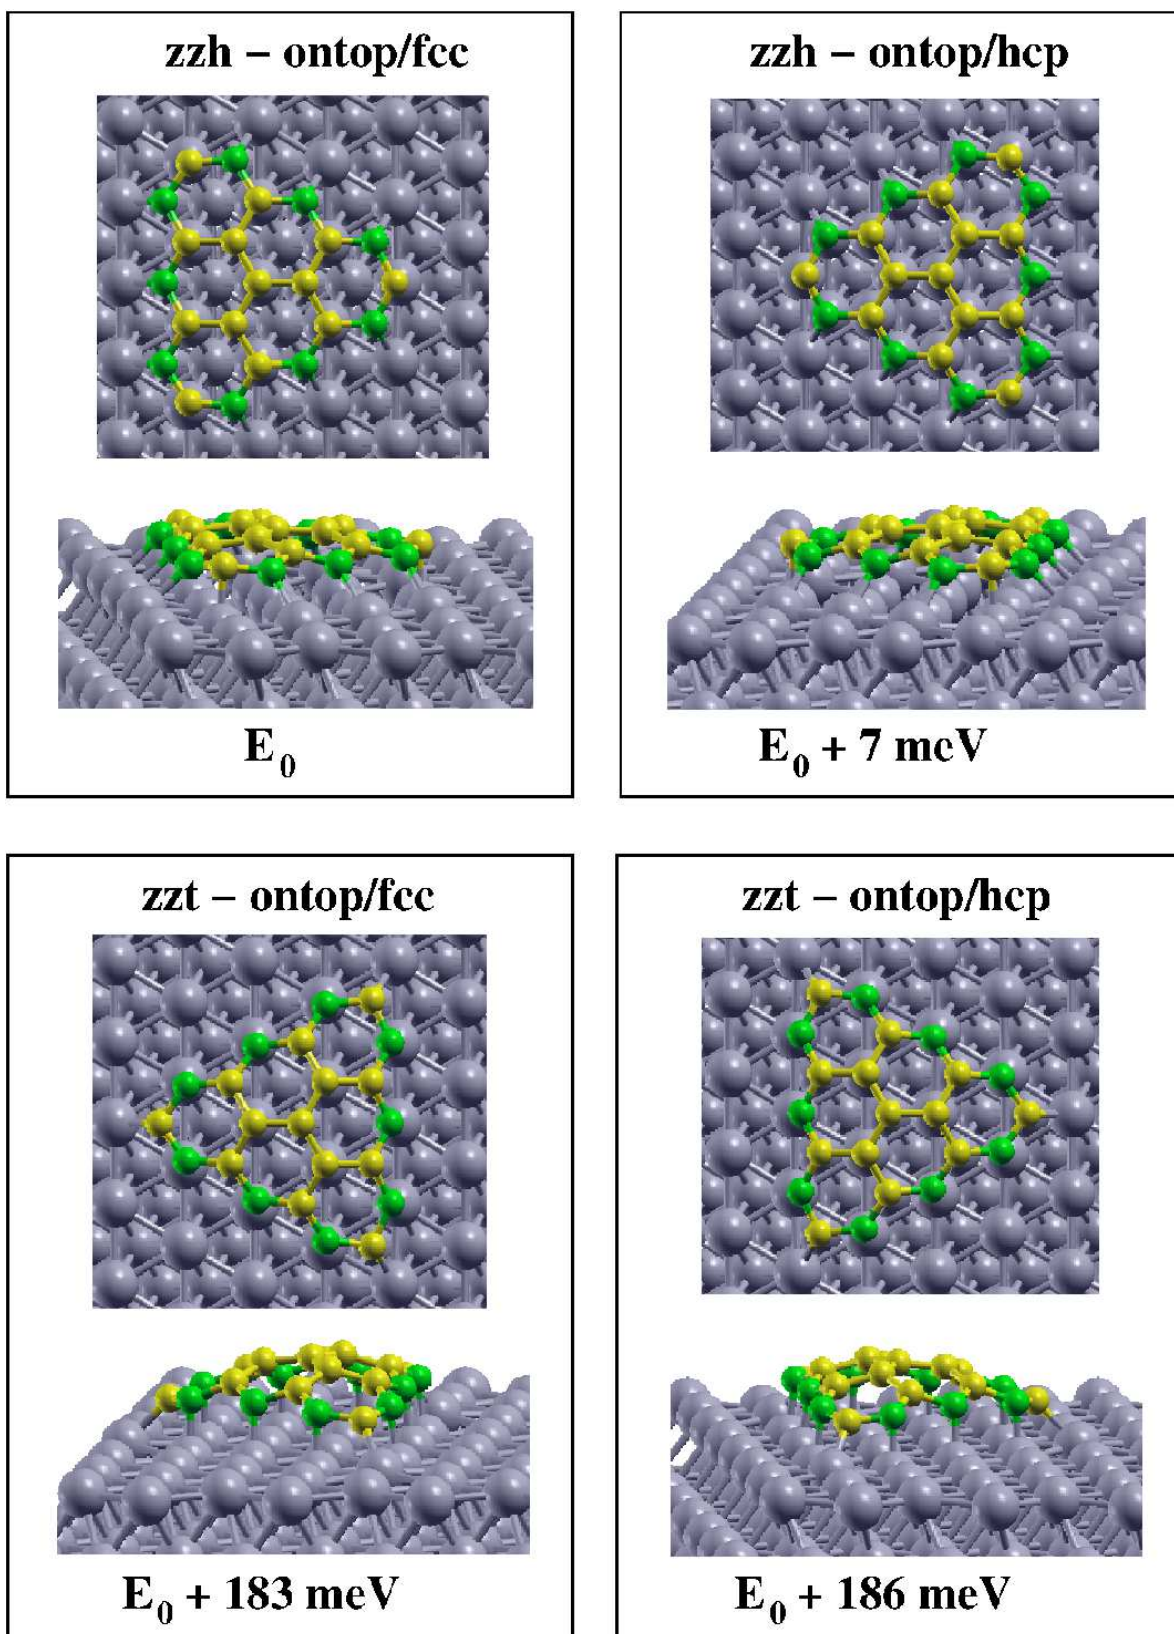 zzh – ontop/fcc
zzh – ontop/hcp
E₀
E₀ + 7 meV
zzt – ontop/fcc
zzt – ontop/hcp
E₀ + 183 meV
E₀ + 186 meV